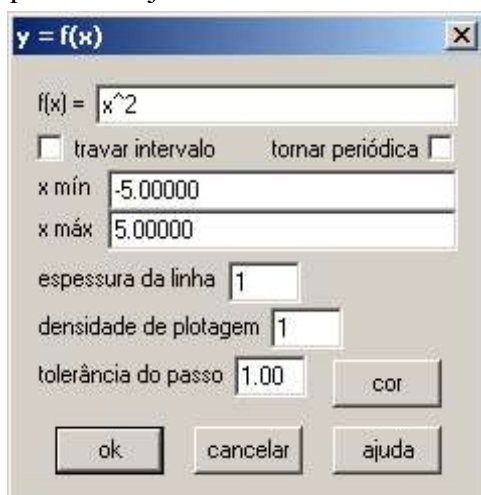 y = f(x)
f(x) = x^2
travar intervalo tornar periódica
x mín -5.00000
x máx 5.00000
espessura da linha 1
densidade de plotagem 1
tolerância do passo 1.00 cor
ok cancelar ajuda